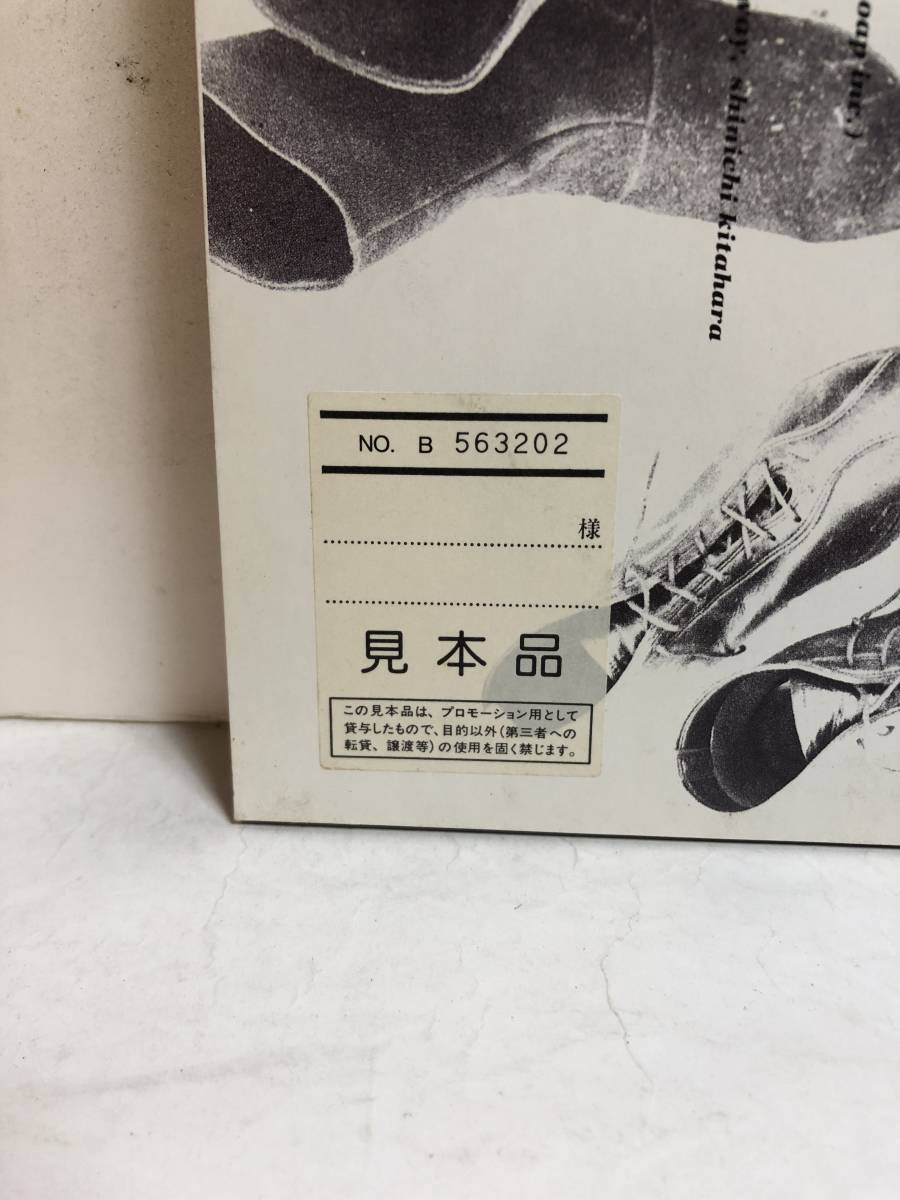 oup inc.)
way, shinichi kitahara
NO. B 563202
様
見本品
この見本品は、プロモーション用として
貸与したもので、目的以外(第三者への
転貸、譲渡等)の使用を固く禁じます。